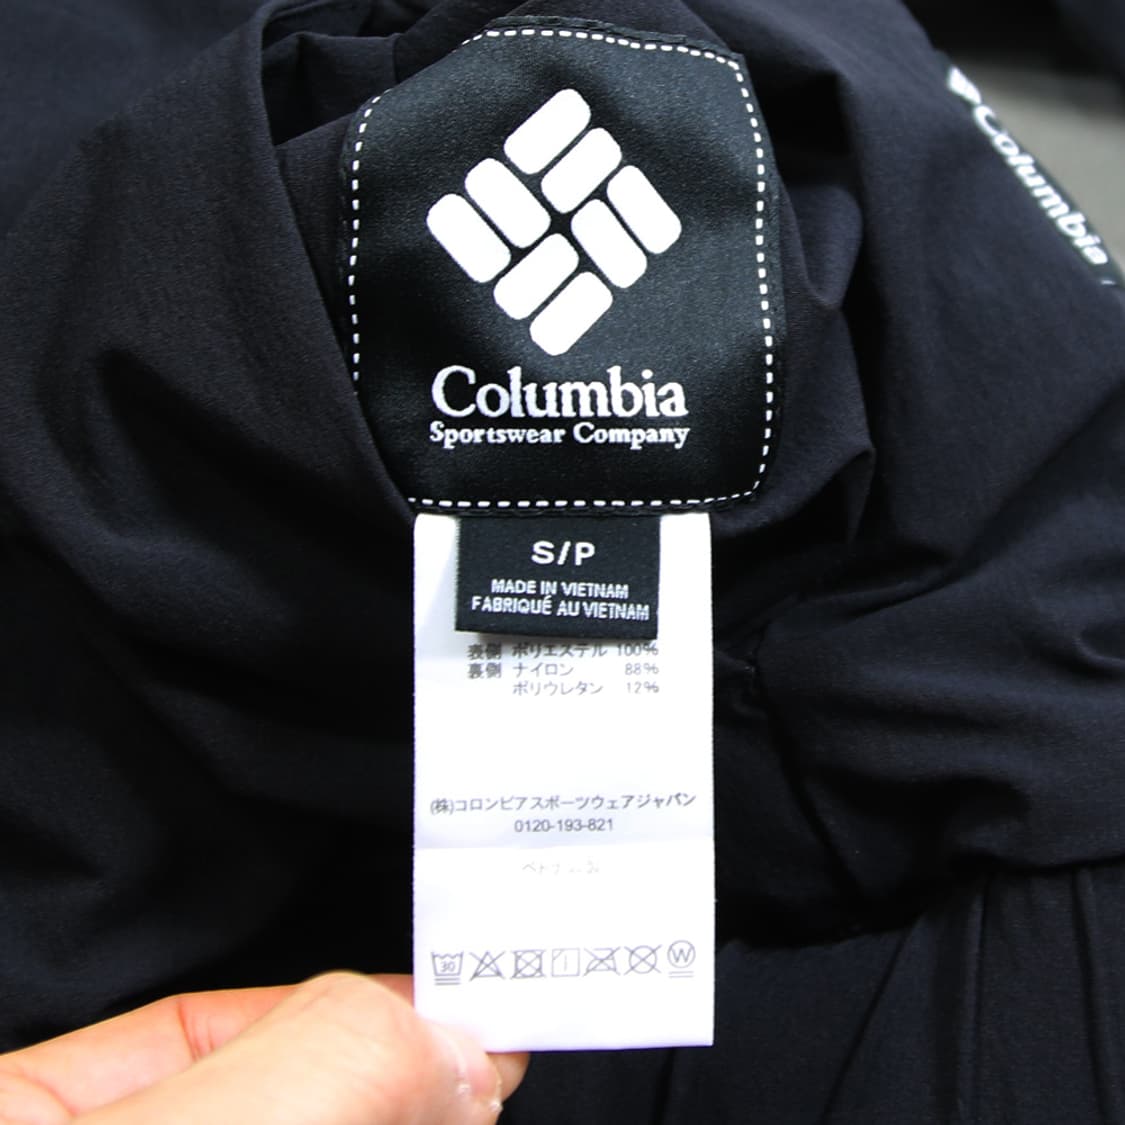 Columbia
Sportswear Company
Columbia
S/P
MADE IN VIETNAM
FABRIQUÉ AU VIETNAM
表側 ポリエステル 100%
裏側 ナイロン 88%
ポリウレタン 12%
(株)コロンビアスポーツウェアジャパン
0120-193-821
30
W